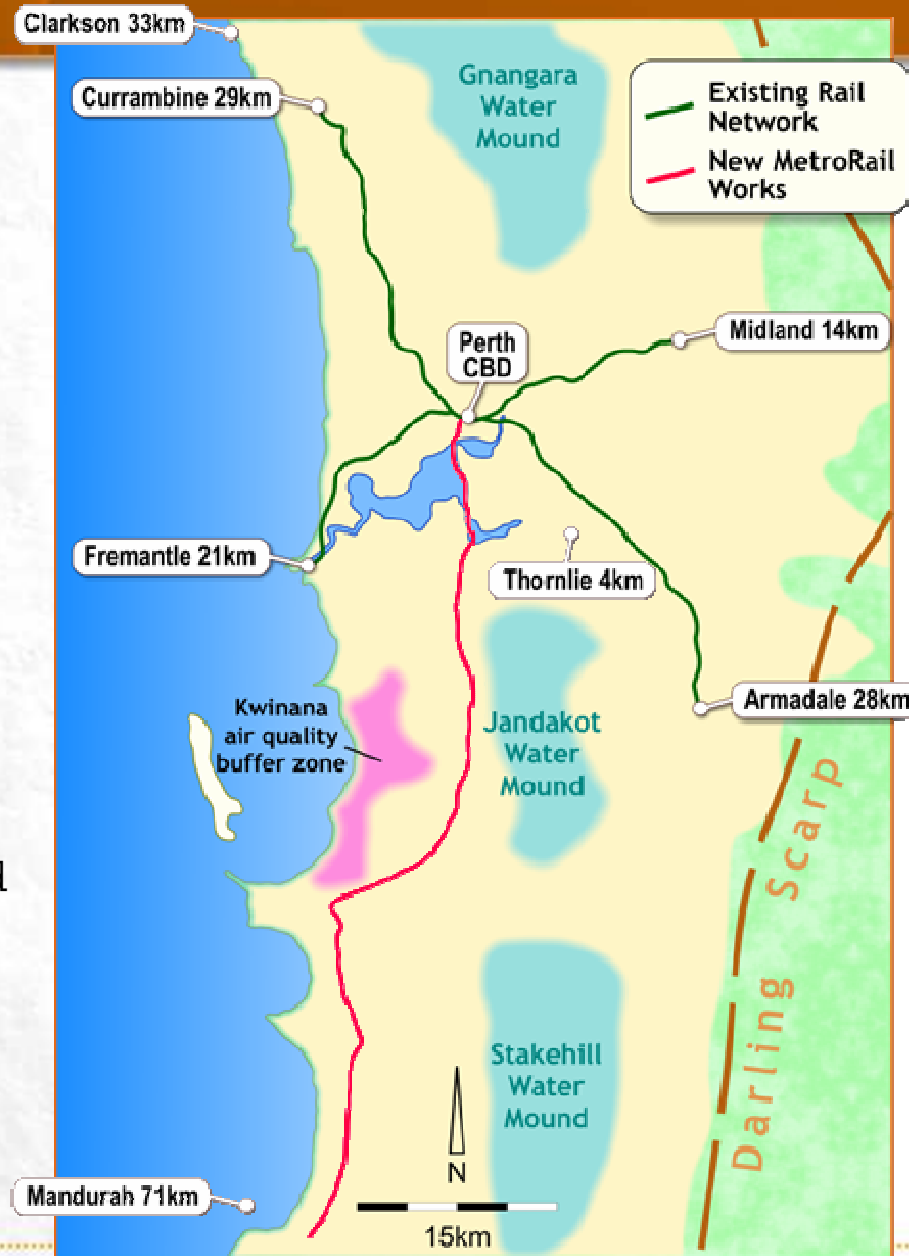 Clarkson 33km
Currambine 29km
Gnangara
Water
Mound
Existing Rail
Network
New MetroRail
Works
Perth
CBD
Midland 14km
Fremantle 21km
Thornlie 4km
Kwinana
air quality
buffer zone
Jandakot
Water
Mound
Armadale 28km
Darling Scarp
Stakehill
Water
Mound
N
Mandurah 71km
15km